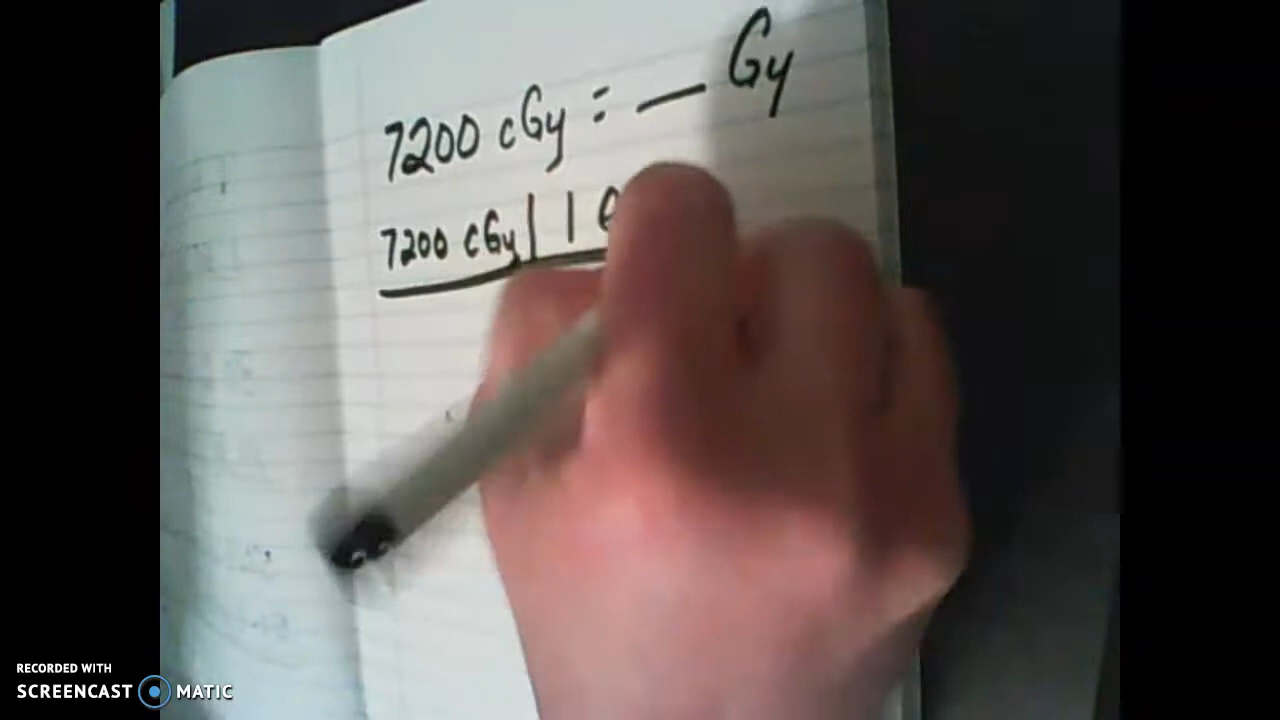 7200 cGy = __ Gy
7200 cGy | 1
RECORDED WITH
SCREENCAST MATIC